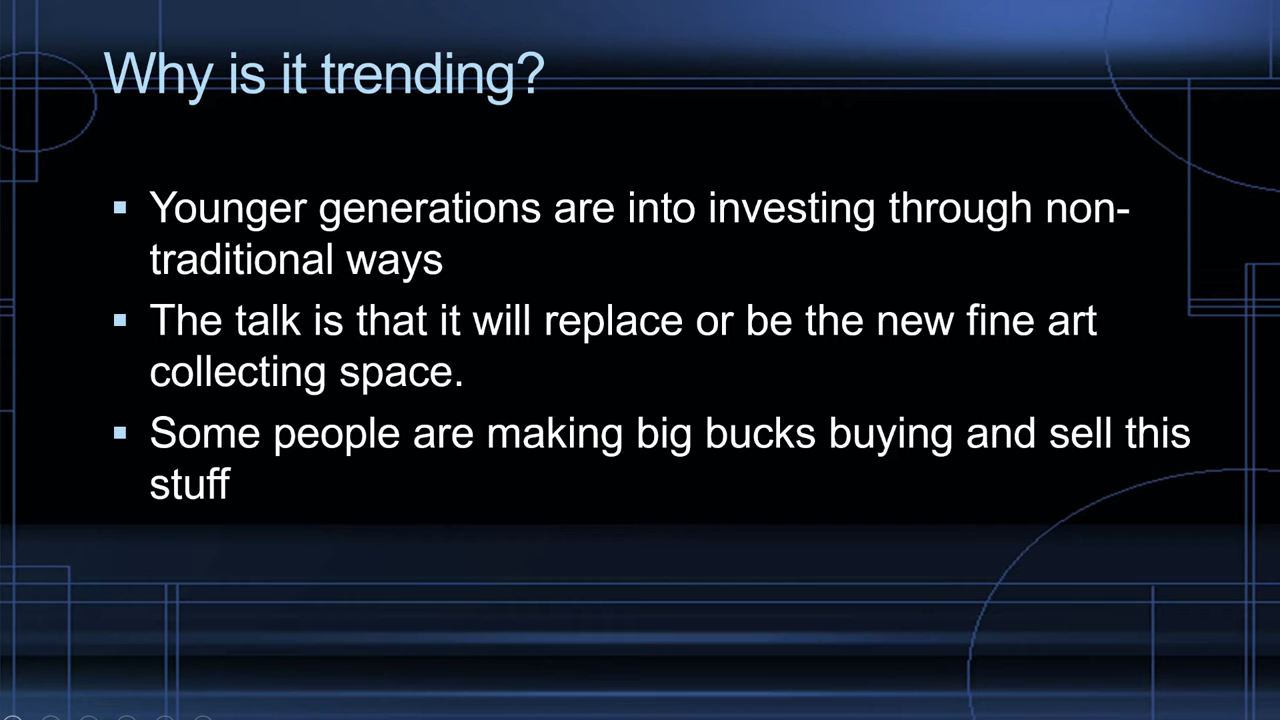 Why is it trending?
Younger generations are into investing through non-
traditional ways
The talk is that it will replace or be the new fine art
collecting space.
Some people are making big bucks buying and sell this
stuff